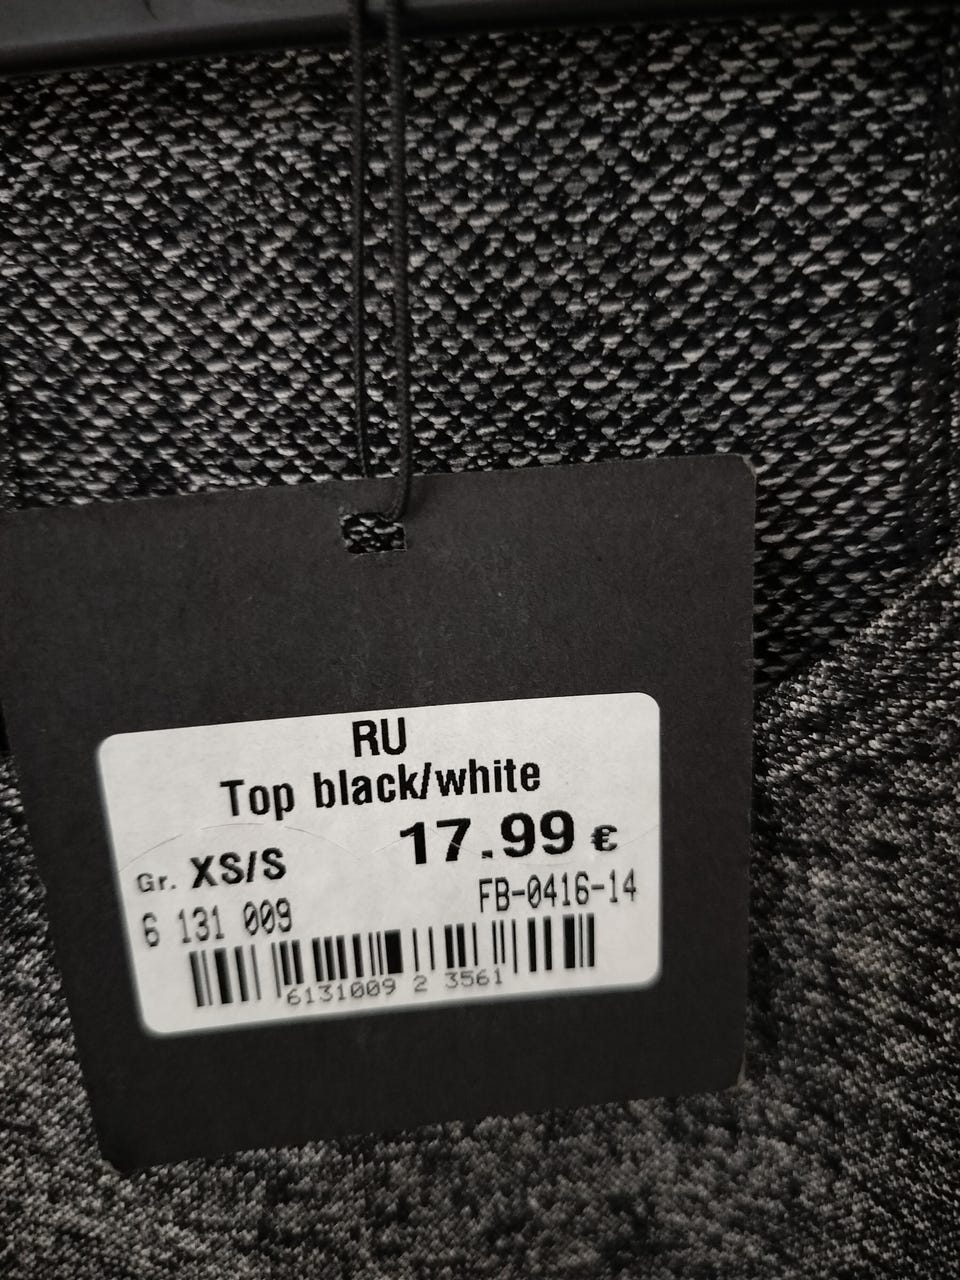 RU
Top black/white
17.99 €
Gr. XS/S
FB-0416-14
6 131 009
6131009 2 3561